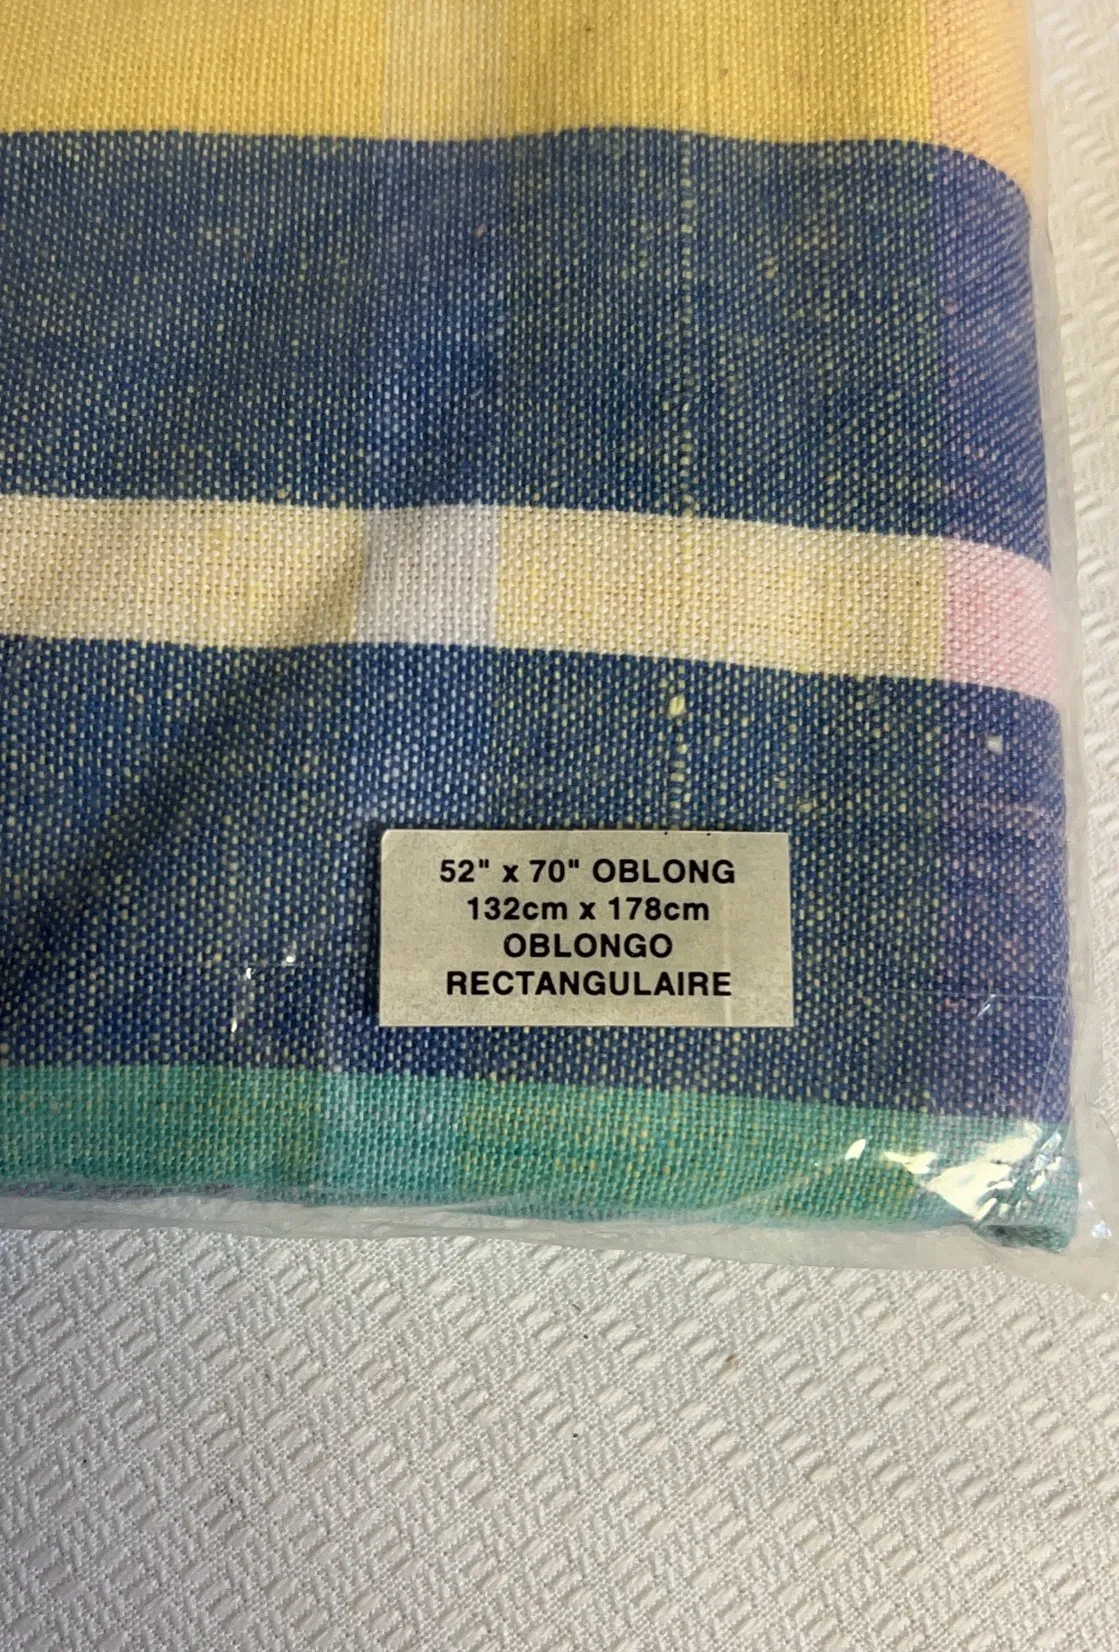 52" x 70" OBLONG
132cm x 178cm
OBLONGO
RECTANGULAIRE